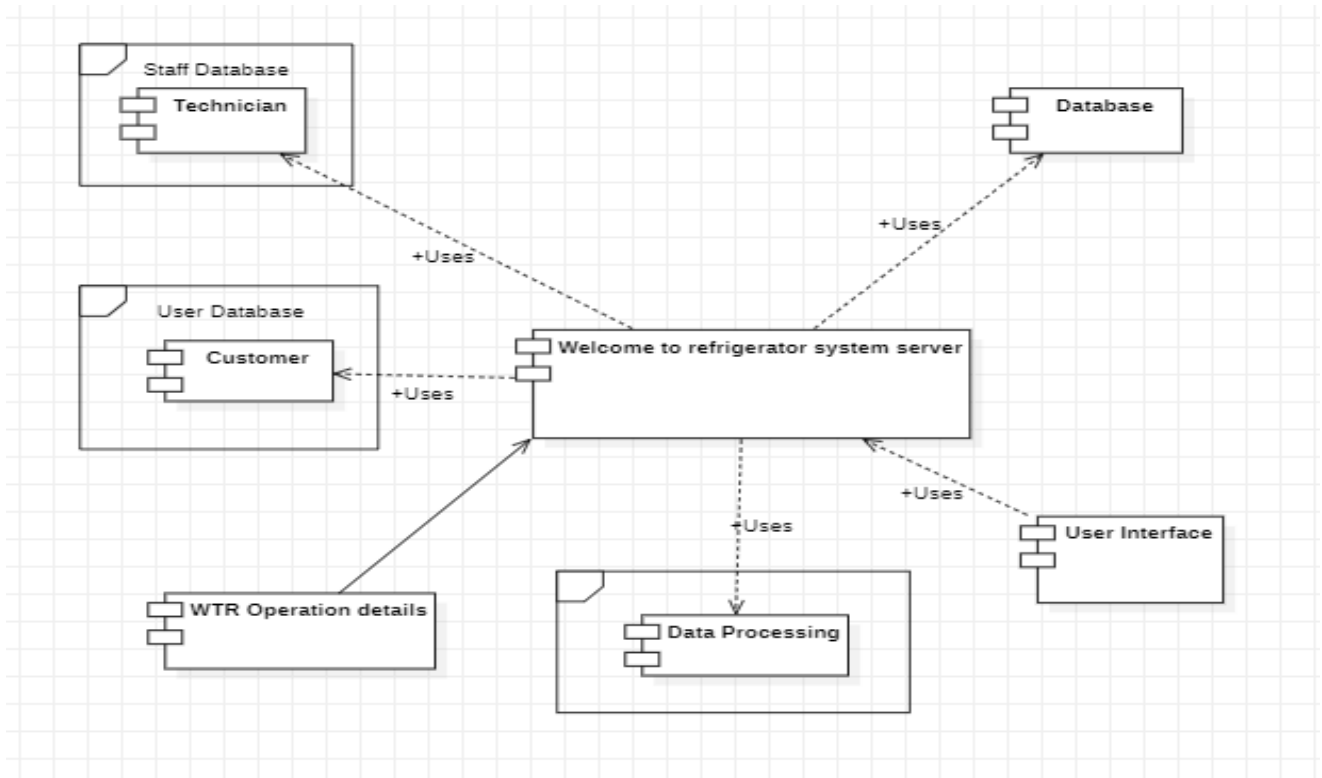 Staff Database
Technician
Database
+Uses
+Uses
User Database
Customer
Welcome to refrigerator system server
+Uses
+Uses
+Uses
User Interface
WTR Operation details
Data Processing